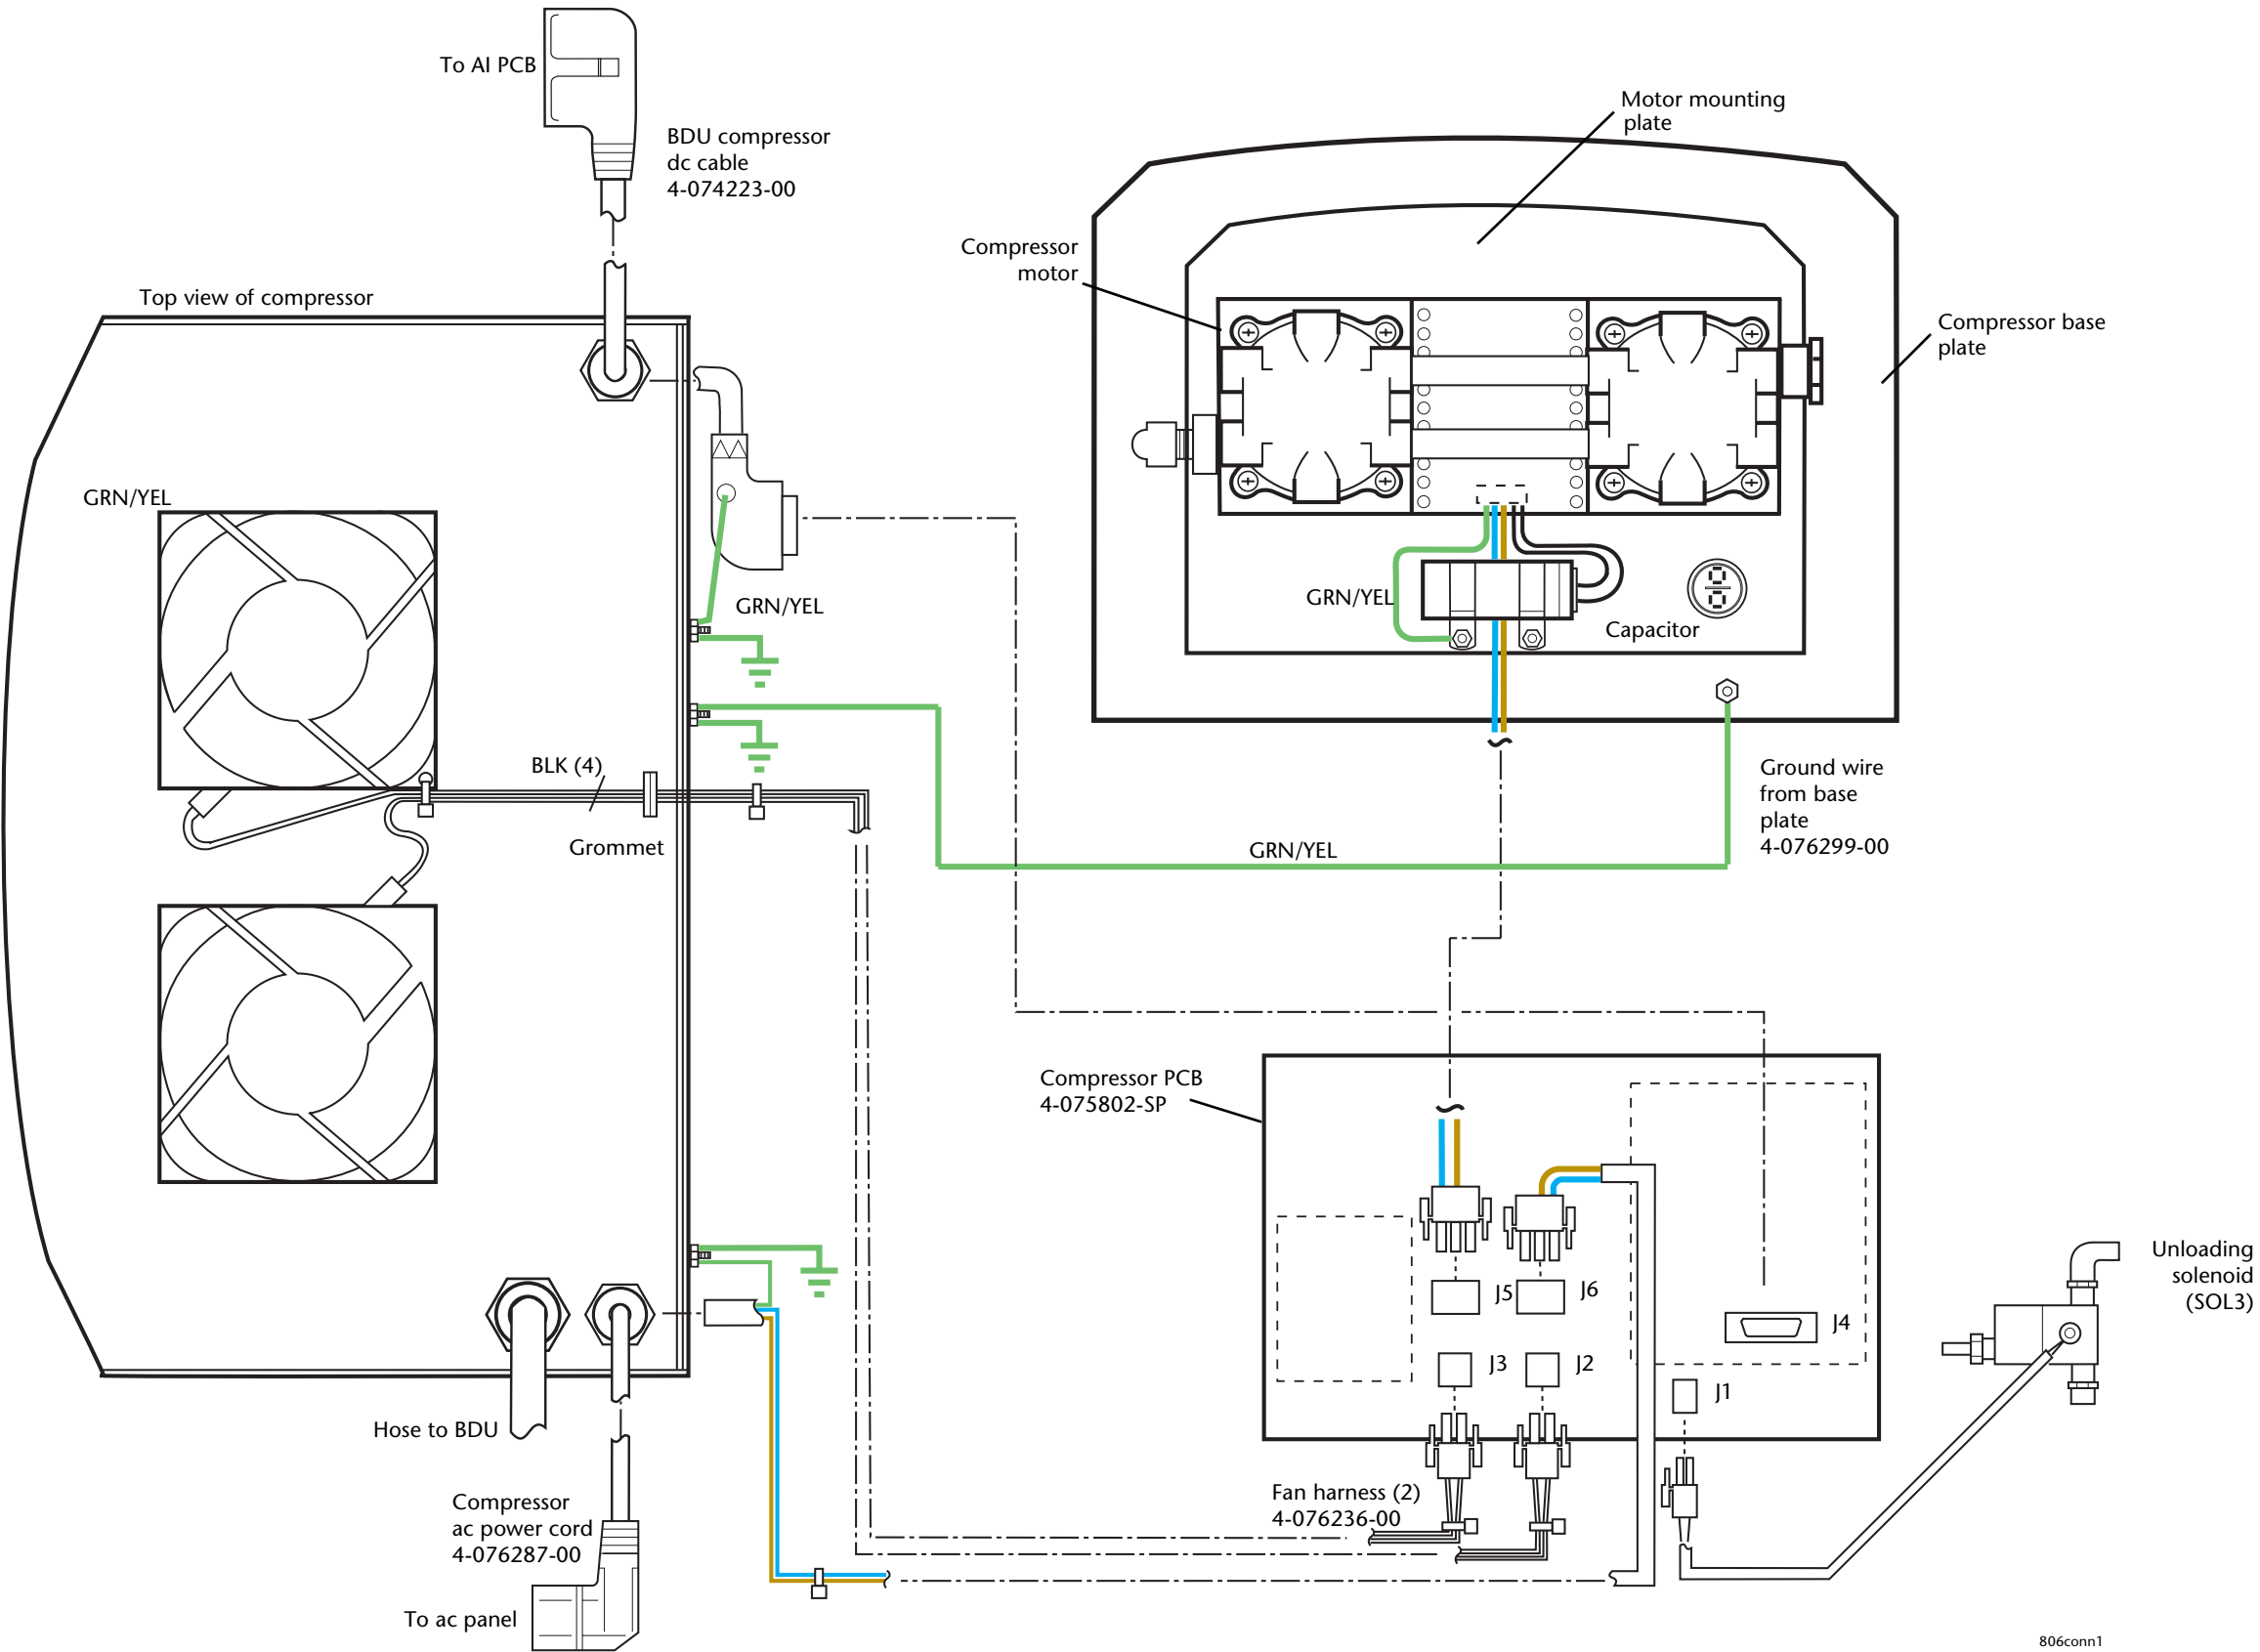 To AI PCB
BDU compressor
dc cable
4-074223-00
Motor mounting
plate
Compressor
motor
Top view of compressor
Compressor base
plate
GRN/YEL
GRN/YEL
GRN/YEL
Capacitor
BLK (4)
Grommet
Ground wire
from base
plate
4-076299-00
GRN/YEL
Compressor PCB
4-075802-SP
J5
J6
J4
J3
J2
J1
Unloading
solenoid
(SOL3)
Hose to BDU
Compressor
ac power cord
4-076287-00
Fan harness (2)
4-076236-00
To ac panel
806conn1